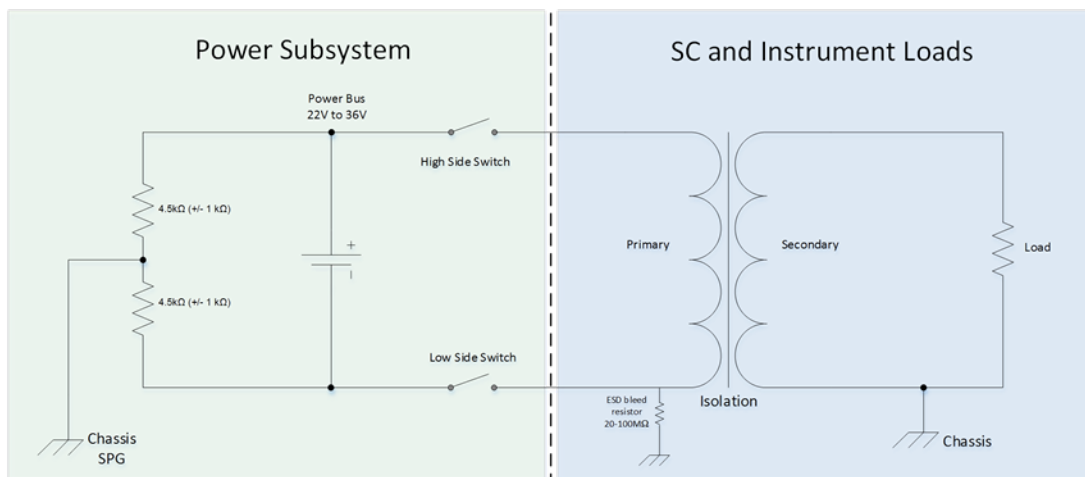 Power Subsystem
SC and Instrument Loads
Power Bus
22V to 36V
High Side Switch
4.5kΩ (+/- 1 kΩ)
+
-
Primary
Secondary
Load
4.5kΩ (+/- 1 kΩ)
Low Side Switch
ESD bleed
resistor
20-100MΩ
Isolation
Chassis
SPG
Chassis